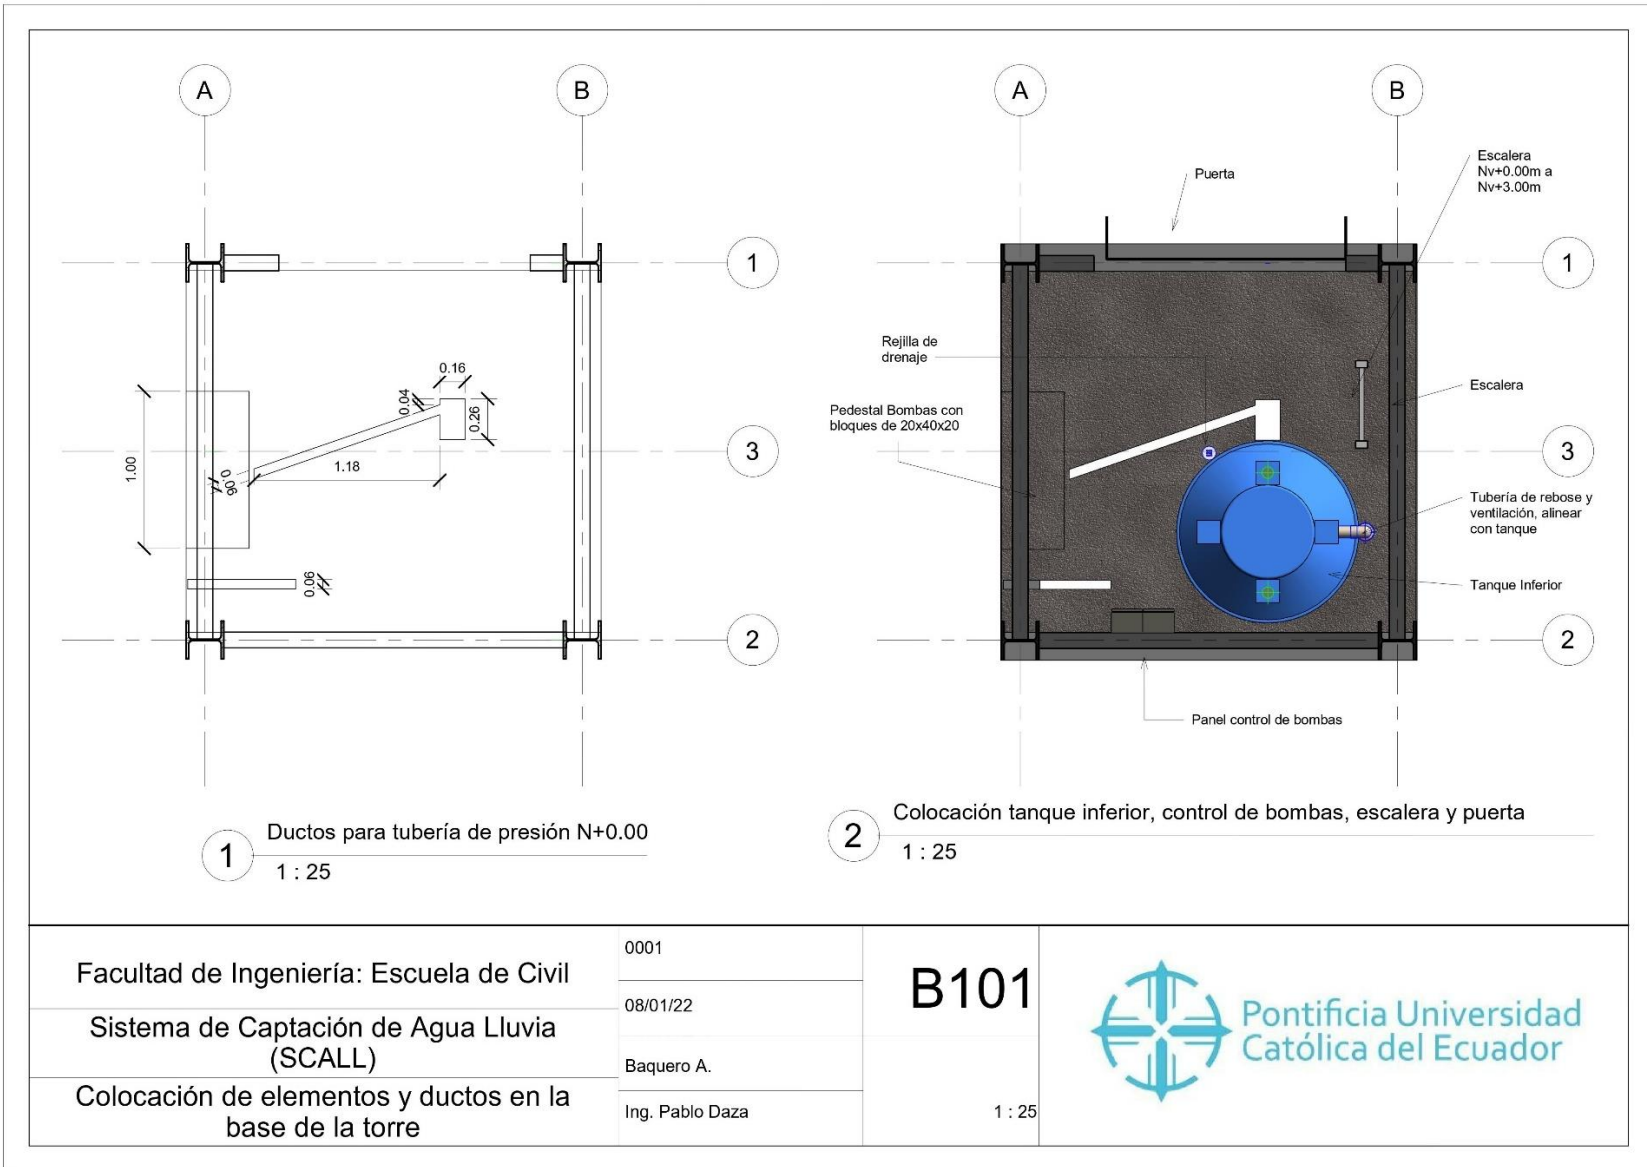 A
B
1
3
2
0.16
0.04
0.26
1.00
1.18
0.06
0.06
1
Ductos para tubería de presión N+0.00
1 : 25
A
B
Puerta
Escalera
Nv+0.00m a
Nv+3.00m
1
Rejilla de
drenaje
Escalera
Pedestal Bombas con
bloques de 20x40x20
3
Tubería de rebose y
ventilación, alinear
con tanque
Tanque Inferior
2
Panel control de bombas
2
Colocación tanque inferior, control de bombas, escalera y puerta
1 : 25
Facultad de Ingeniería: Escuela de Civil
Sistema de Captación de Agua Lluvia
(SCALL)
Colocación de elementos y ductos en la
base de la torre
0001
08/01/22
Baquero A.
Ing. Pablo Daza
B101
1 : 25
Pontificia Universidad
Católica del Ecuador